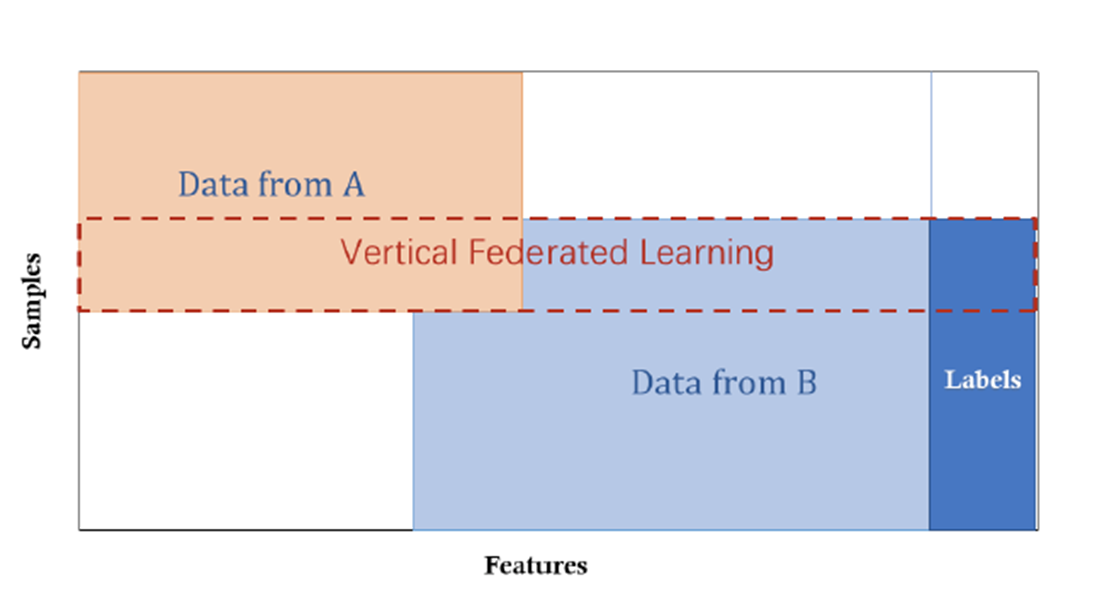 Data from A
Vertical Federated Learning
Samples
Data from B
Labels
Features